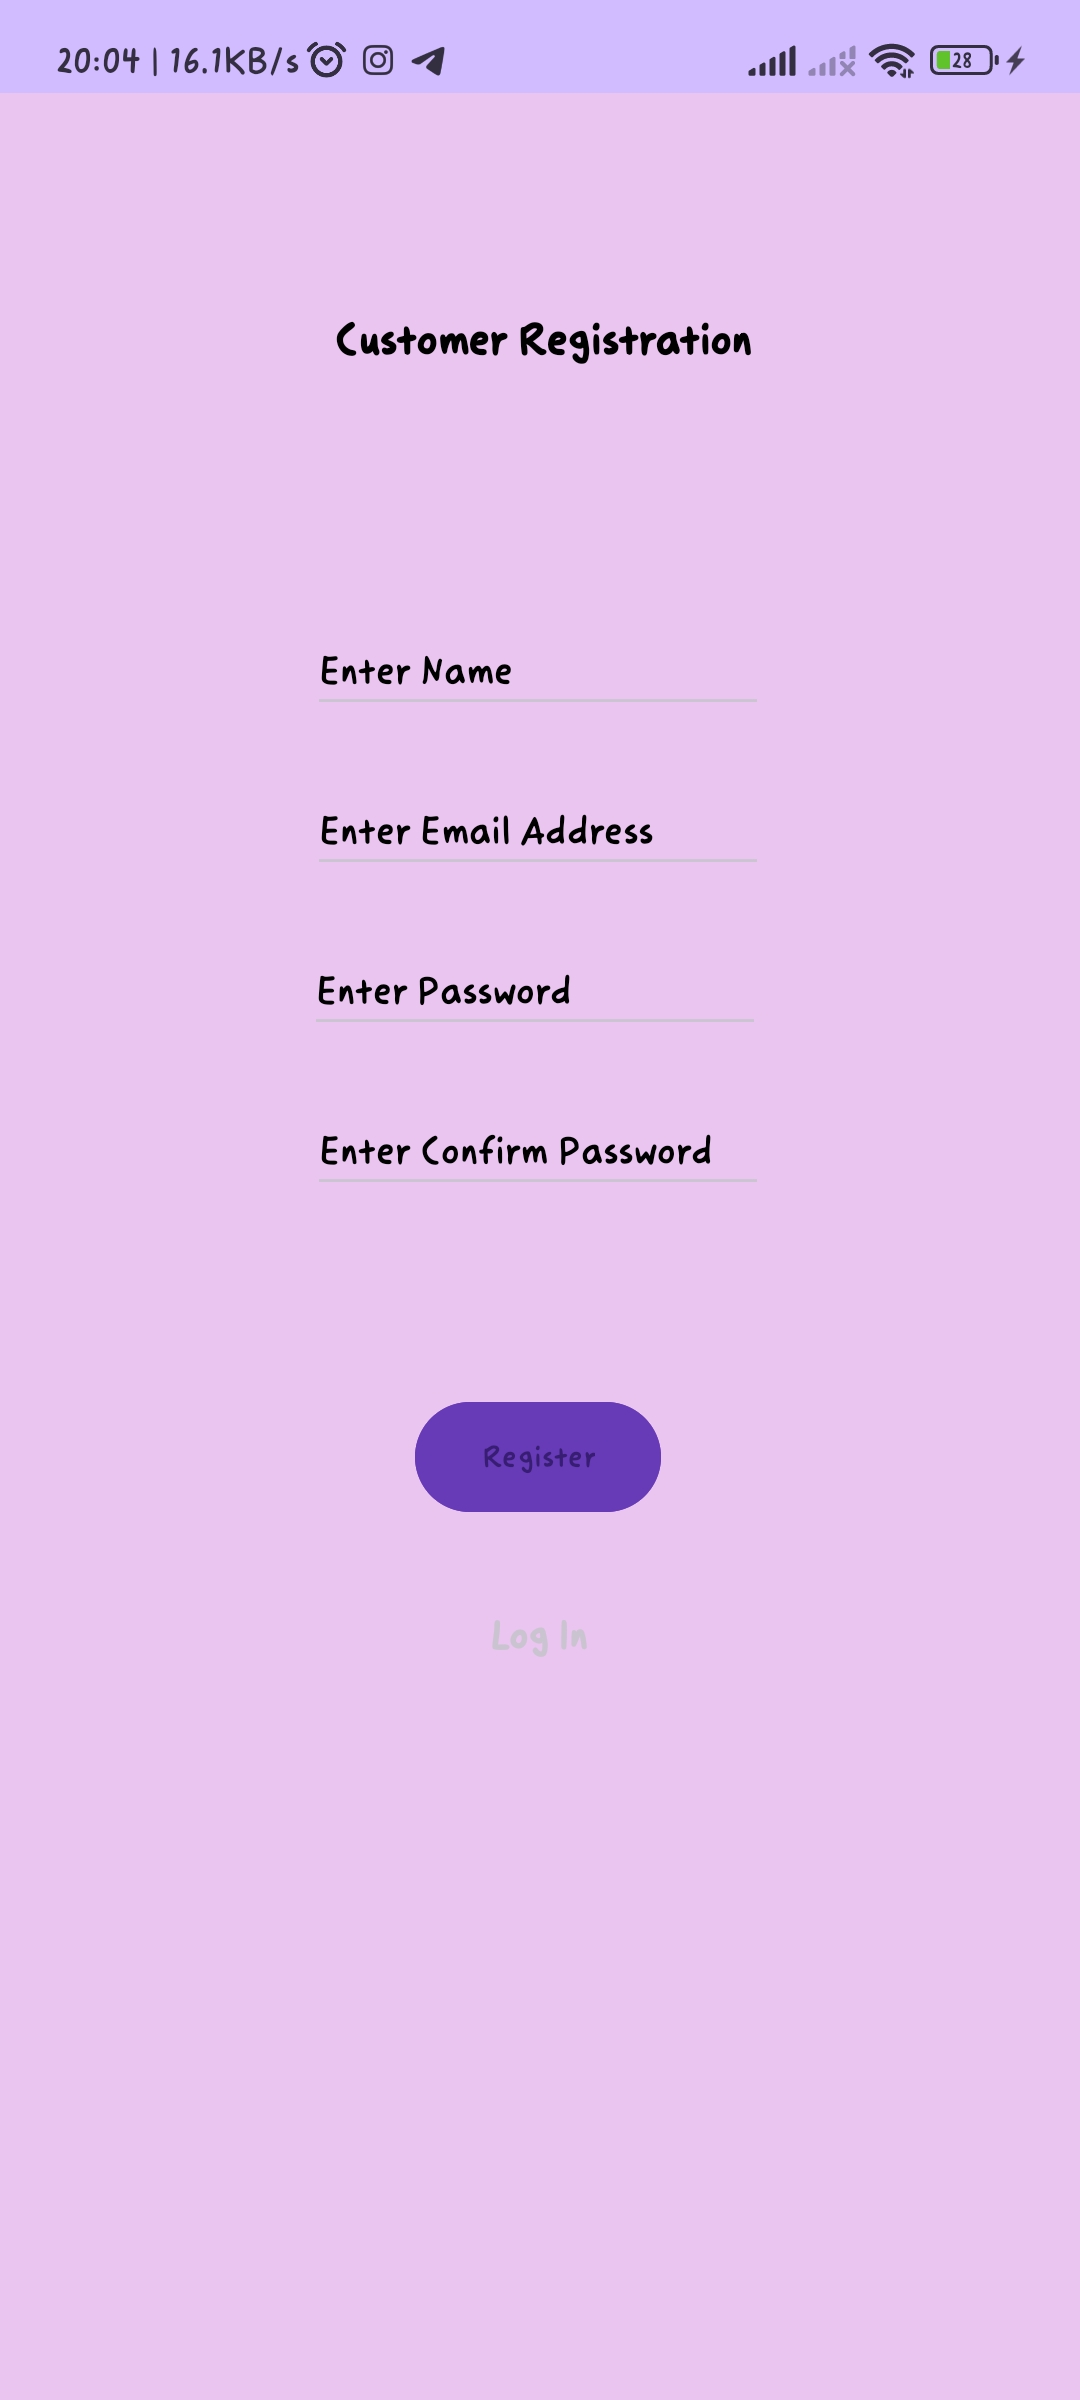 20:04 | 16.1KB/s 28
Customer Registration
Enter Name
Enter Email Address
Enter Password
Enter Confirm Password
Register
Log In